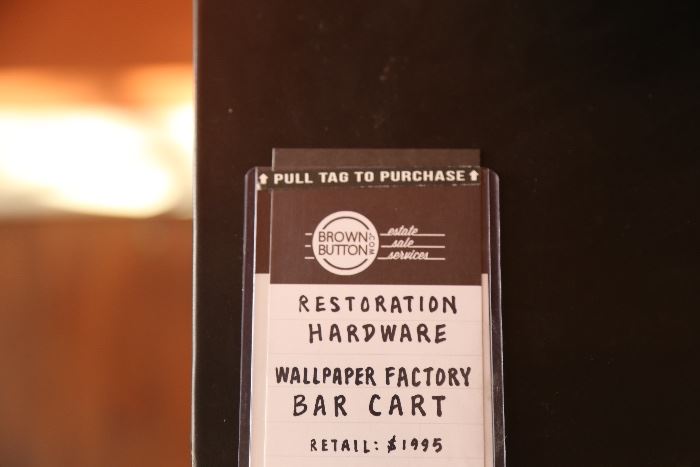 ↑ PULL TAG TO PURCHASE ↑
BROWN
BUTTON
.COM
estate
sale
services
RESTORATION
HARDWARE
WALLPAPER FACTORY
BAR CART
RETAIL: $1995